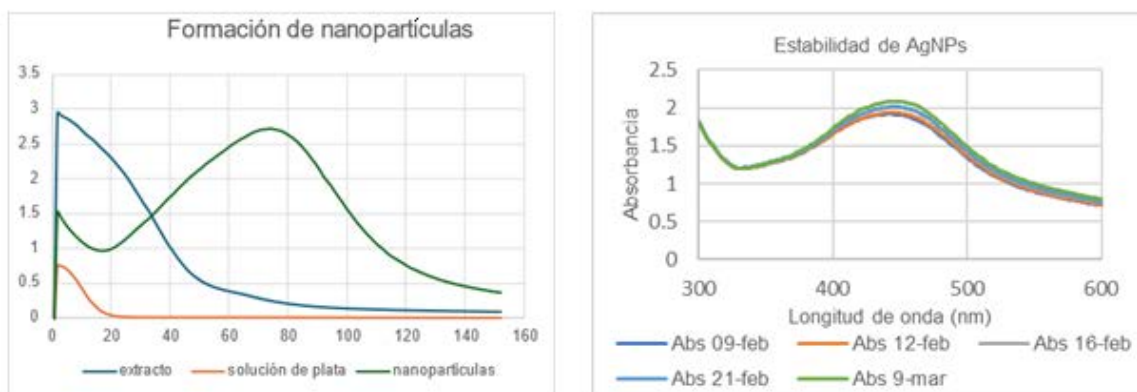 Formación de nanopartículas
3.5
3
2.5
2
1.5
1
0.5
0
0 20 40 60 80 100 120 140 160
extracto solución de plata nanoparticulas
Estabilidad de AgNPs
Absorbancia
2.5
2
1.5
1
0.5
0
300 400 500 600
Longitud de onda (nm)
Abs 09-feb Abs 12-feb Abs 16-feb
Abs 21-feb Abs 9-mar